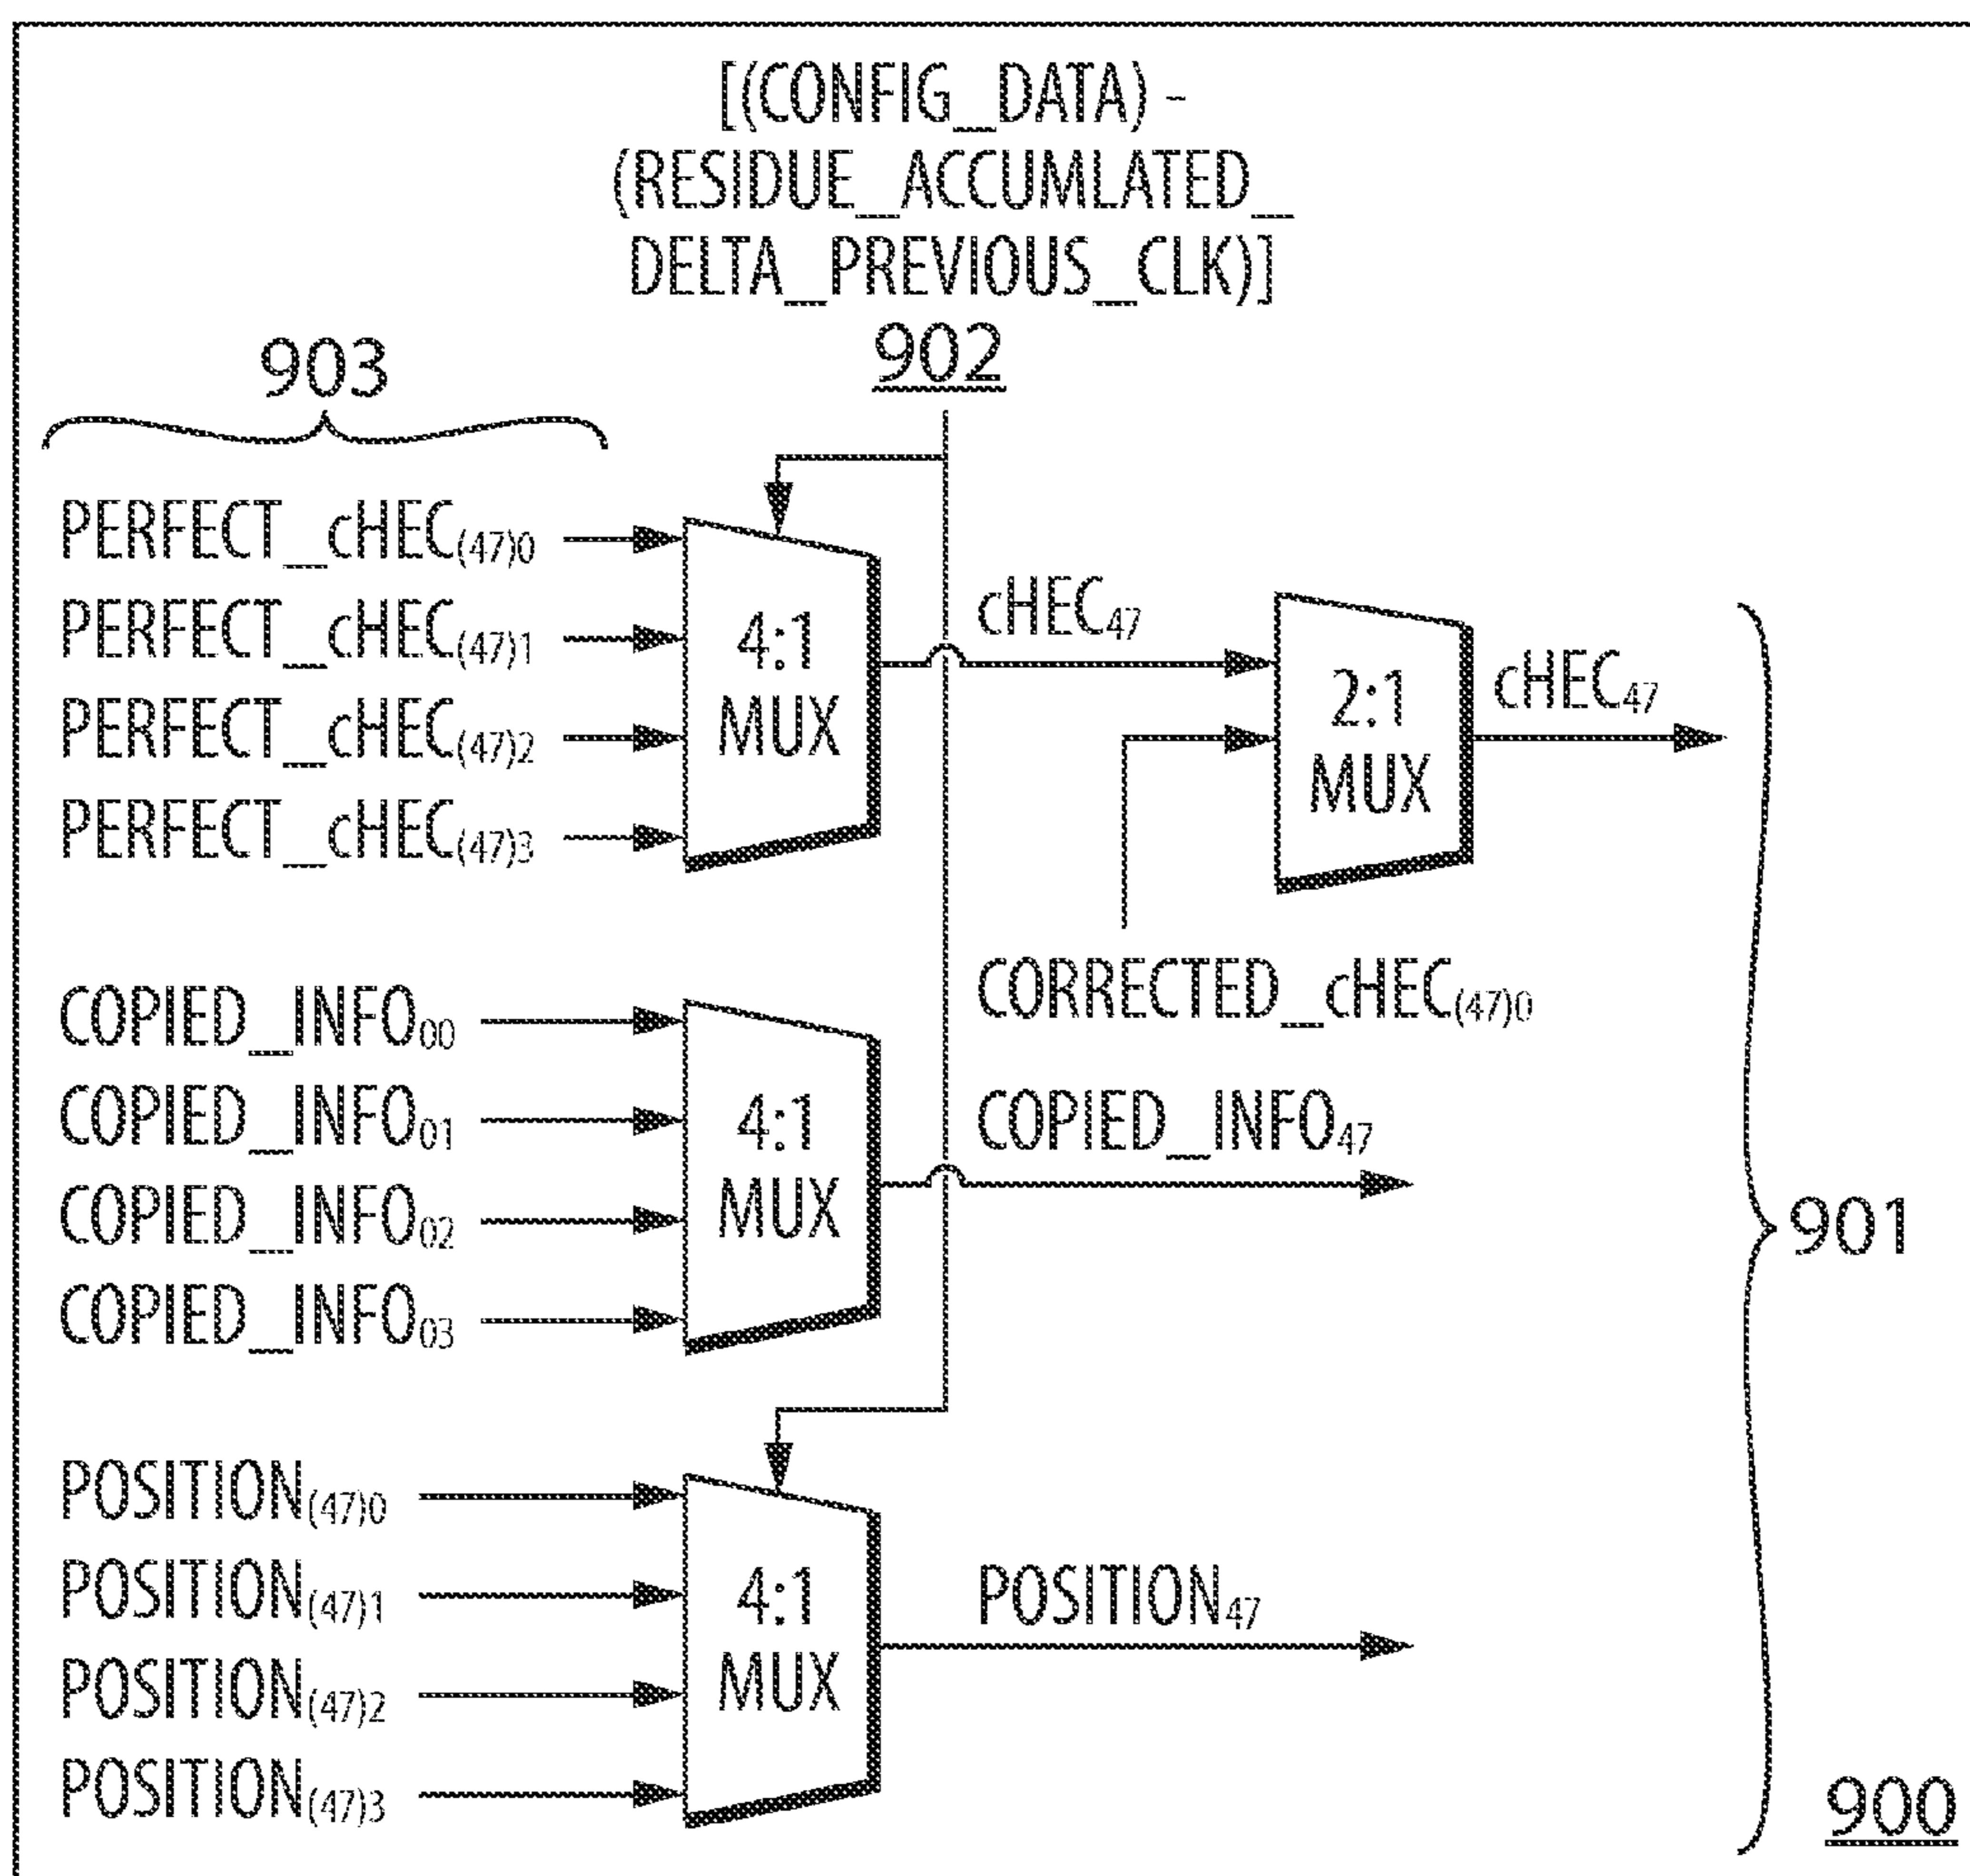 [(CONFIG_DATA) -
(RESIDUE_ACCUMLATED_
DELTA_PREVIOUS_CLK)]
902
903
PERFECT_cHEC(47)0
PERFECT_cHEC(47)1
PERFECT_cHEC(47)2
PERFECT_cHEC(47)3
4:1
MUX
cHEC47
2:1
MUX
cHEC47
CORRECTED_cHEC(47)0
COPIED_INFO00
COPIED_INFO01
COPIED_INFO02
COPIED_INFO03
4:1
MUX
COPIED_INFO47
901
POSITION(47)0
POSITION(47)1
POSITION(47)2
POSITION(47)3
4:1
MUX
POSITION47
900